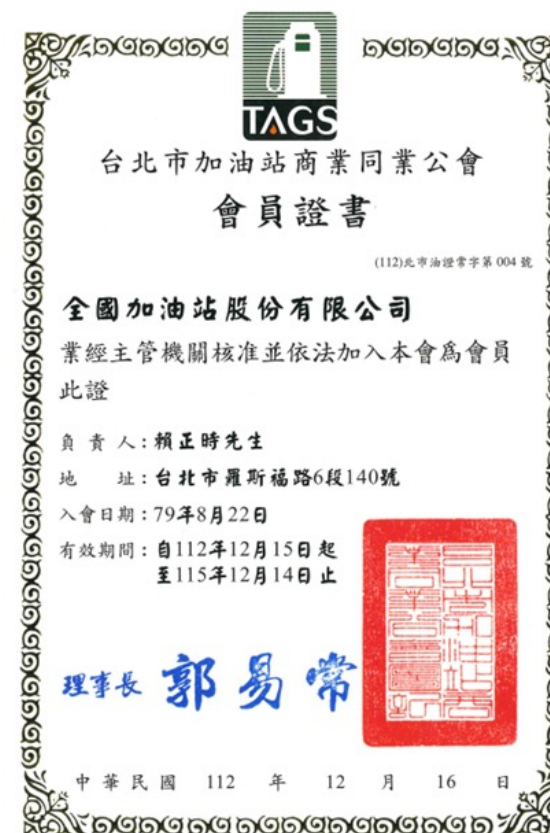 TAGS
台北市加油站商業同業公會
會員證書
(112)北市油證常字第 004 號
全國加油站股份有限公司
業經主管機關核准並依法加入本會爲會員
此證
負責人：賴正時先生
地 址：台北市羅斯福路6段140號
入會日期：79年8月22日
有效期間：自112年12月15日起
至115年12月14日止
理事長 郭易常
中華民國 112 年 12 月 16 日